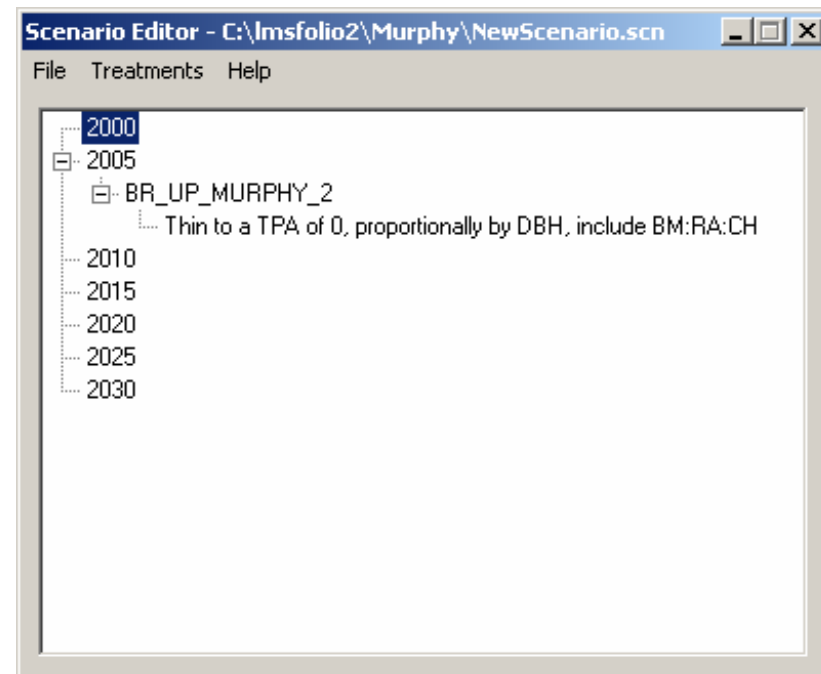 Scenario Editor - C:\lmsfolio2\Murphy\NewScenario.scn
File Treatments Help
2000
2005
BR_UP_MURPHY_2
Thin to a TPA of 0, proportionally by DBH, include BM:RA:CH
2010
2015
2020
2025
2030